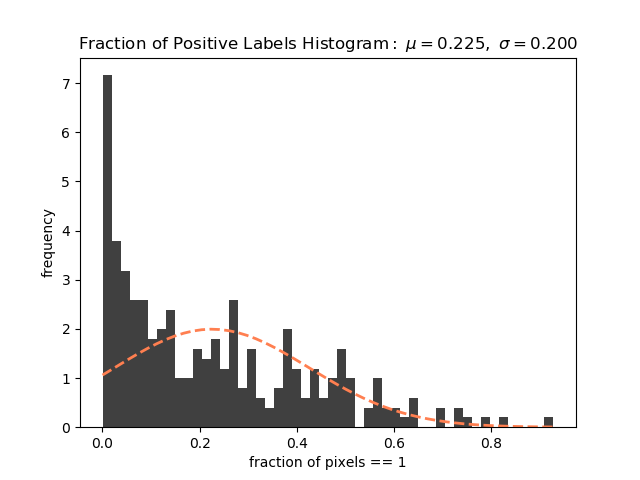 Fraction of Positive Labels Histogram : μ = 0.225, σ = 0.200
7
6
5
4
3
2
1
0
frequency
0.0 0.2 0.4 0.6 0.8
fraction of pixels == 1